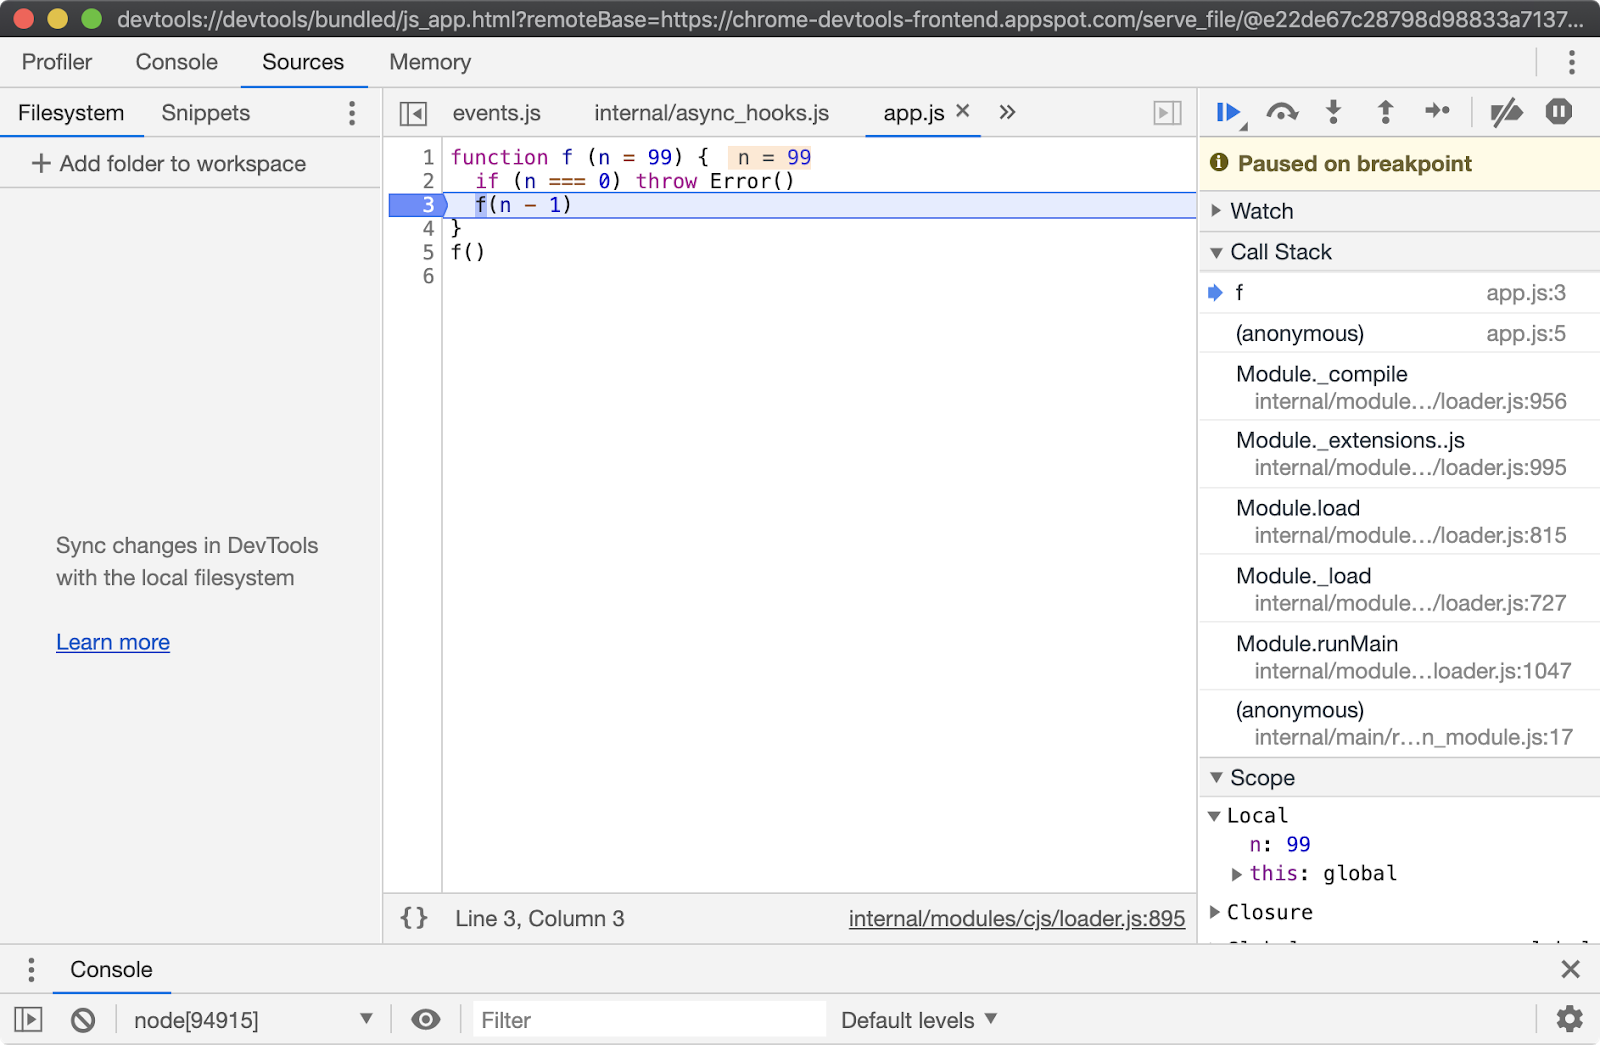 devtools://devtools/bundled/js_app.html?remoteBase=https://chrome-devtools-frontend.appspot.com/serve_file/@e22de67c28798d98833a7137...
Profiler Console Sources Memory
Filesystem Snippets
events.js internal/async_hooks.js app.js
Add folder to workspace
1 function f (n = 99) { n = 99
2 if (n === 0) throw Error()
3 f(n - 1)
4 }
5 f()
6
Sync changes in DevTools
with the local filesystem
Learn more
{} Line 3, Column 3 internal/modules/cjs/loader.js:895
Paused on breakpoint
Watch
Call Stack
f app.js:3
(anonymous) app.js:5
Module._compile
internal/module…/loader.js:956
Module._extensions..js
internal/module…/loader.js:995
Module.load
internal/module…/loader.js:815
Module._load
internal/module…/loader.js:727
Module.runMain
internal/module…loader.js:1047
(anonymous)
internal/main/r…n_module.js:17
Scope
Local
n: 99
this: global
Closure
Console
node[94915] Filter Default levels